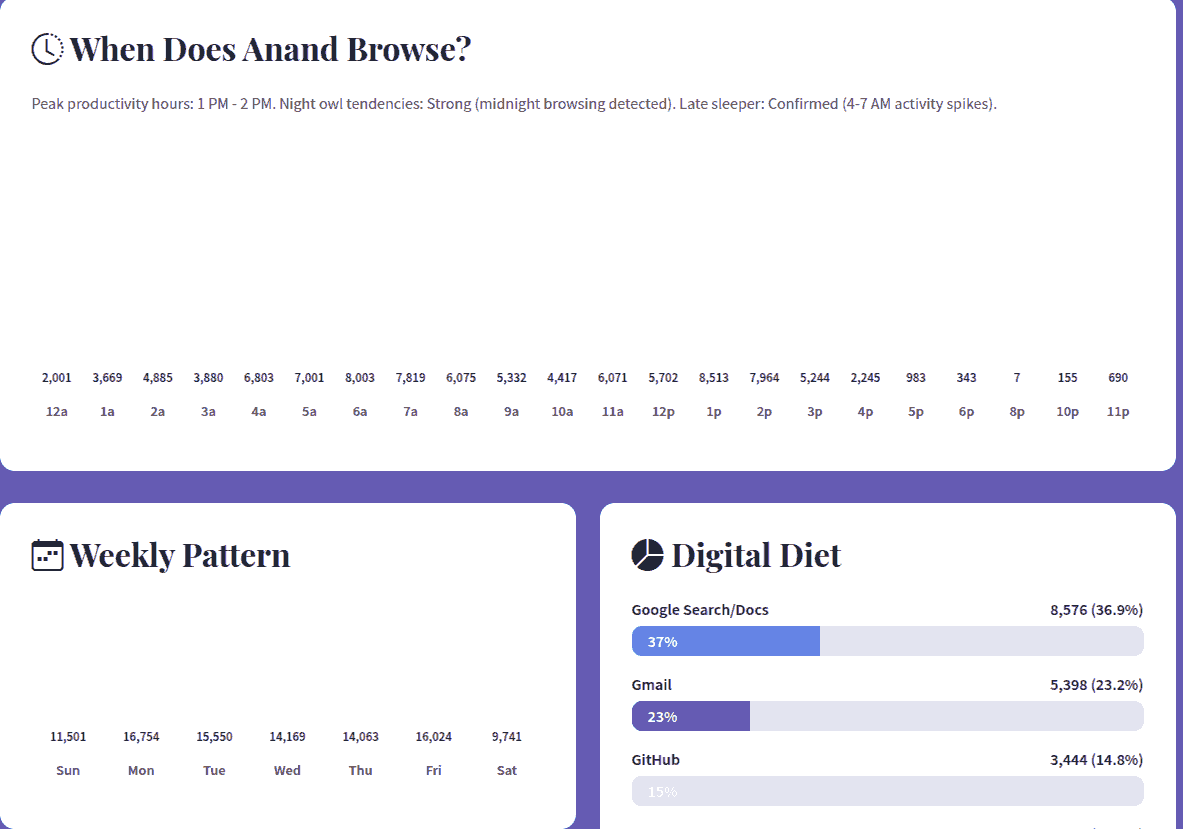 When Does Anand Browse?
Peak productivity hours: 1 PM - 2 PM. Night owl tendencies: Strong (midnight browsing detected). Late sleeper: Confirmed (4-7 AM activity spikes).
2,001 3,669 4,885 3,880 6,803 7,001 8,003 7,819 6,075 5,332 4,417 6,071 5,702 8,513 7,964 5,244 2,245 983 343 7 155 690
12a 1a 2a 3a 4a 5a 6a 7a 8a 9a 10a 11a 12p 1p 2p 3p 4p 5p 6p 8p 10p 11p
Weekly Pattern
11,501 16,754 15,550 14,169 14,063 16,024 9,741
Sun Mon Tue Wed Thu Fri Sat
Digital Diet
Google Search/Docs 8,576 (36.9%)
37%
Gmail 5,398 (23.2%)
23%
GitHub 3,444 (14.8%)
15%